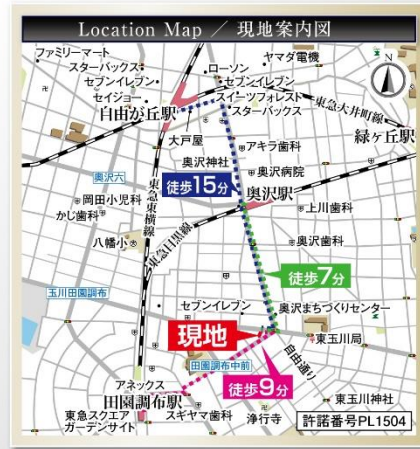 Location Map ／ 現地案内図
ファミリーマート
スターバックス
セブンイレブン
セイジョー
自由が丘駅
ローソン
ヤマダ電機
セブンイレブン
スイーツフォレスト
スターバックス
東急大井町線
N
緑ヶ丘駅
大戸屋
奥沢神社
アキラ歯科
奥沢病院
奥沢六
徒歩15分
奥沢駅
岡田小児科
かじ歯科
東急東横線
東急目黒線
上川歯科
八幡小
奥沢歯科
徒歩7分
玉川田園調布
セブンイレブン
奥沢まちづくりセンター
現地
東玉川局
田園調布中前
自由通り
アネックス
徒歩9分
田園調布駅
東急スクエア
ガーデンサイト
スギヤマ歯科
浄行寺
東玉川神社
許諾番号PL1504